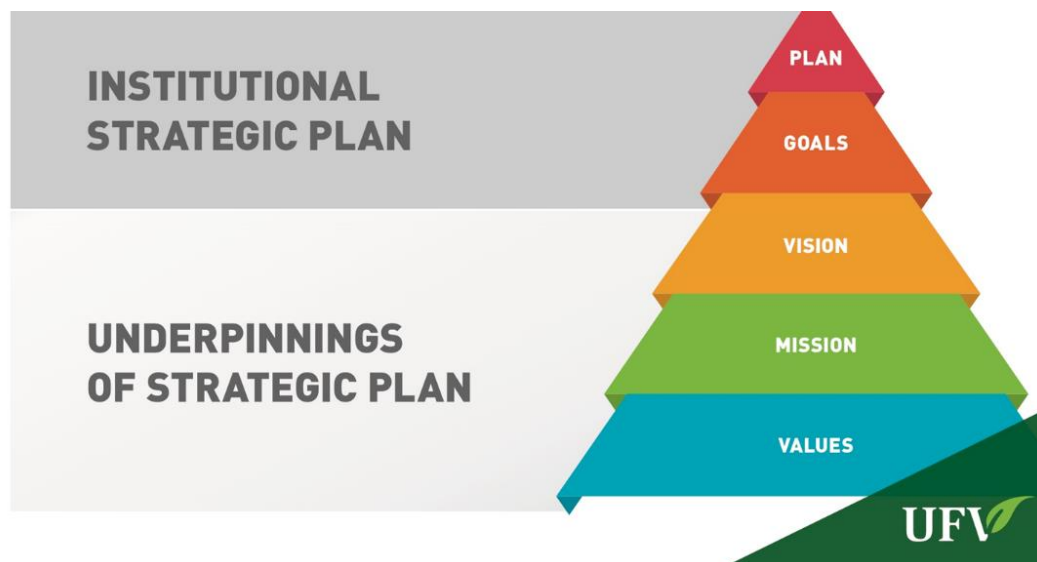 INSTITUTIONAL
STRATEGIC PLAN
UNDERPINNINGS
OF STRATEGIC PLAN
PLAN
GOALS
VISION
MISSION
VALUES
UFV